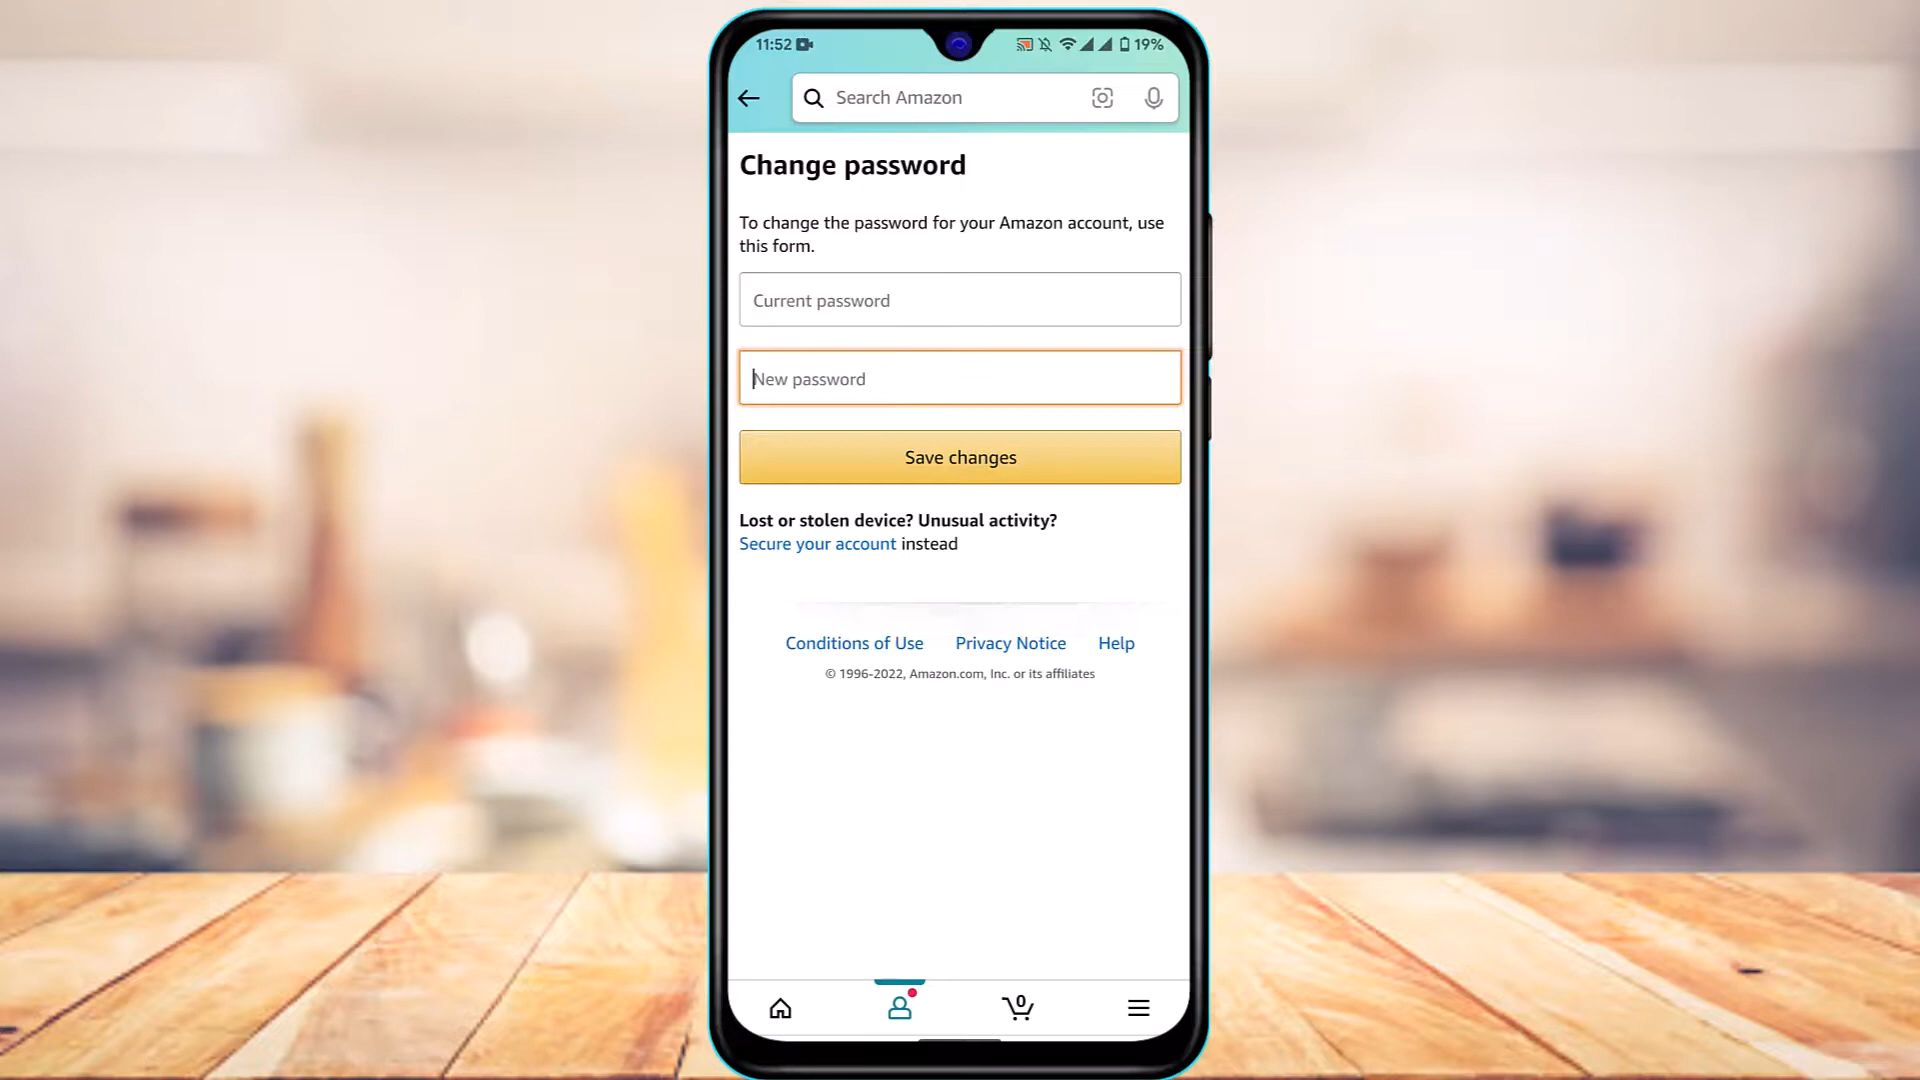 11:52 19%
Search Amazon
Change password
To change the password for your Amazon account, use
this form.
Current password
New password
Save changes
Lost or stolen device? Unusual activity?
Secure your account instead
Conditions of Use Privacy Notice Help
© 1996-2022, Amazon.com, Inc. or its affiliates
0